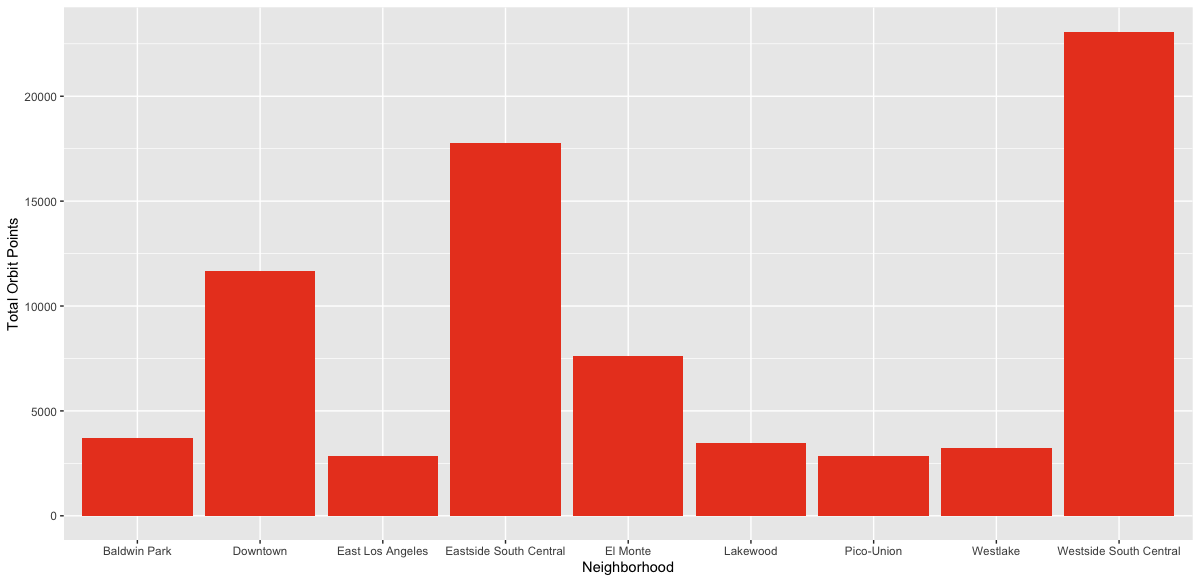 Total Orbit Points
20000
15000
10000
5000
0
Baldwin Park
Downtown
East Los Angeles
Eastside South Central
El Monte
Lakewood
Pico-Union
Westlake
Westside South Central
Neighborhood